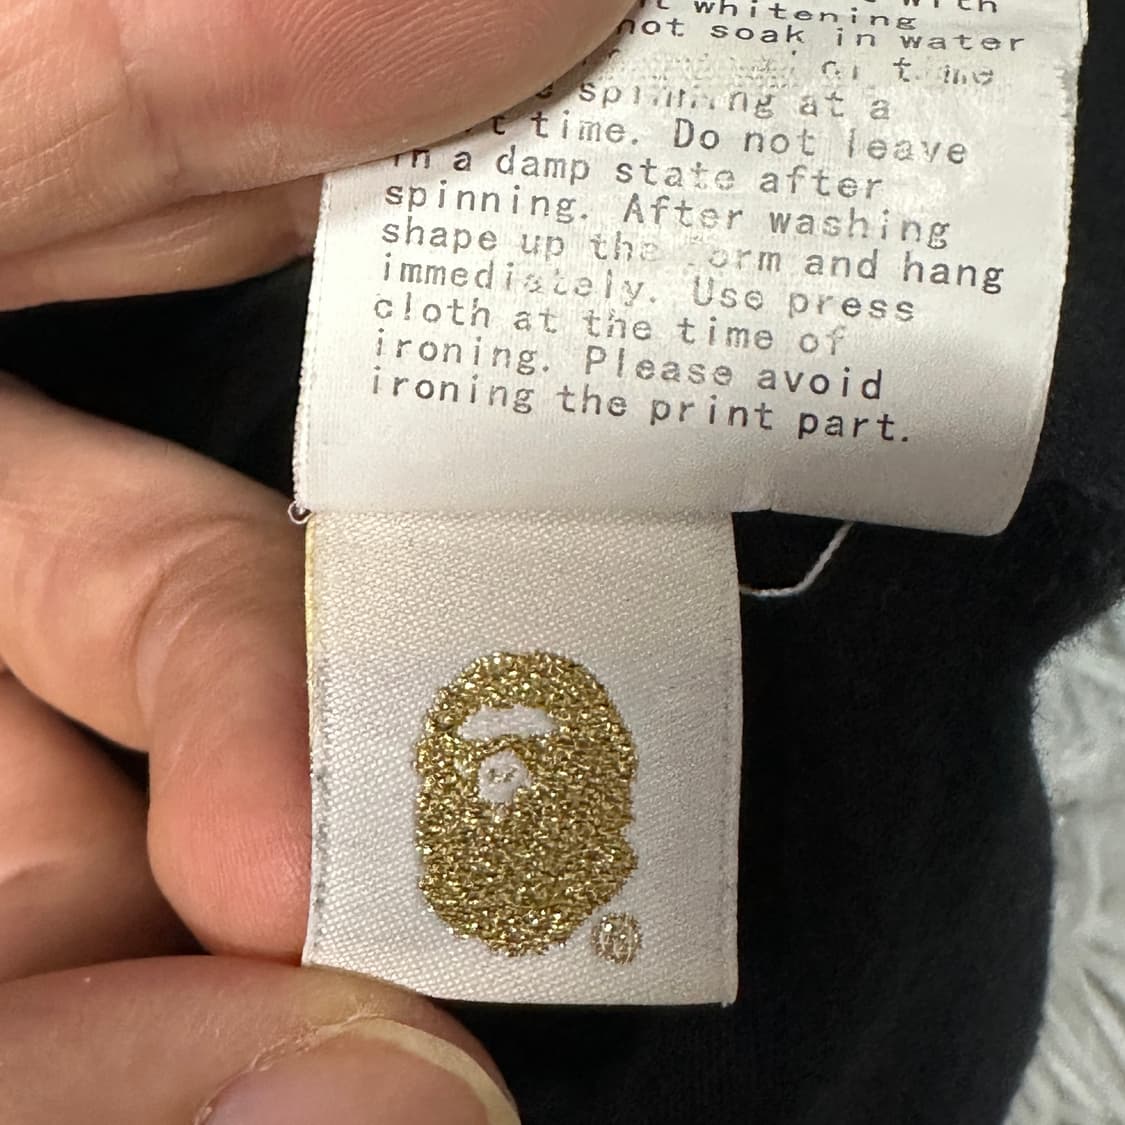 whitening
not soak in water
spinning at a
time. Do not leave
in a damp state after
spinning. After washing
shape up the form and hang
immediately. Use press
cloth at the time of
ironing. Please avoid
ironing the print part.
®